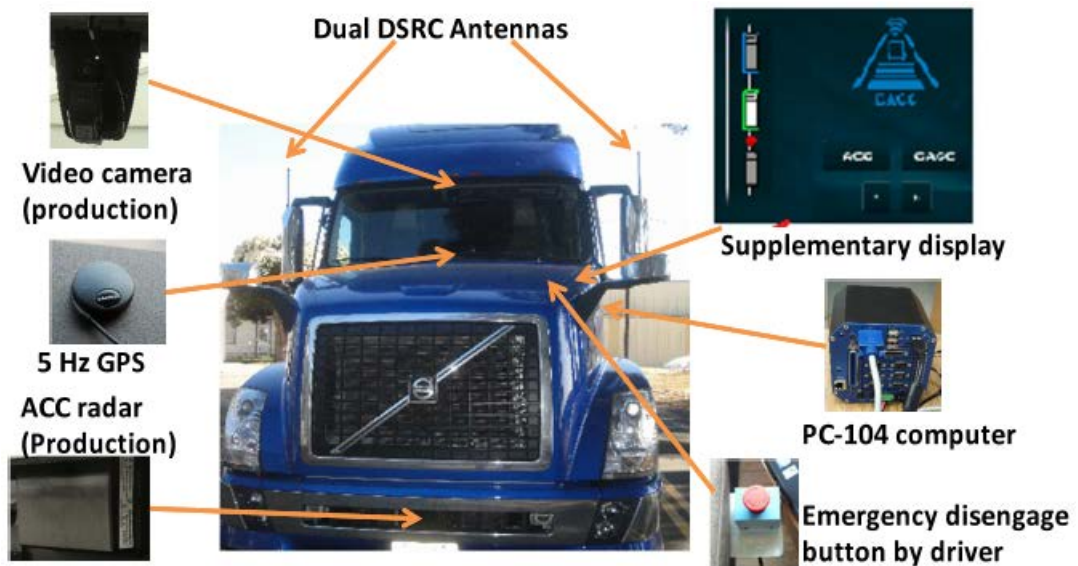 Dual DSRC Antennas
Video camera
(production)
5 Hz GPS
ACC radar
(Production)
CACC
ACC CACC
Supplementary display
PC-104 computer
Emergency disengage
button by driver